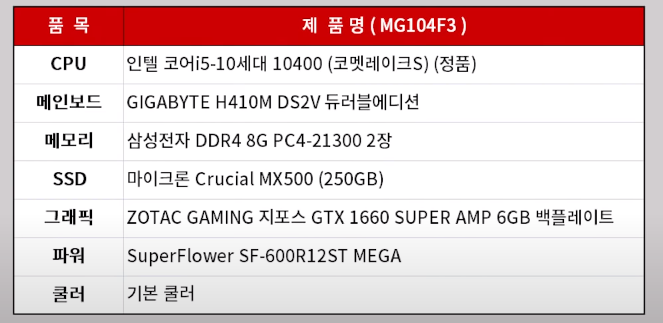 품 목 제 품 명 ( MG104F3 )
CPU 인텔 코어i5-10세대 10400 (코멧레이크S) (정품)
메인보드 GIGABYTE H410M DS2V 듀러블에디션
메모리 삼성전자 DDR4 8G PC4-21300 2장
SSD 마이크론 Crucial MX500 (250GB)
그래픽 ZOTAC GAMING 지포스 GTX 1660 SUPER AMP 6GB 백플레이트
파워 SuperFlower SF-600R12ST MEGA
쿨러 기본 쿨러